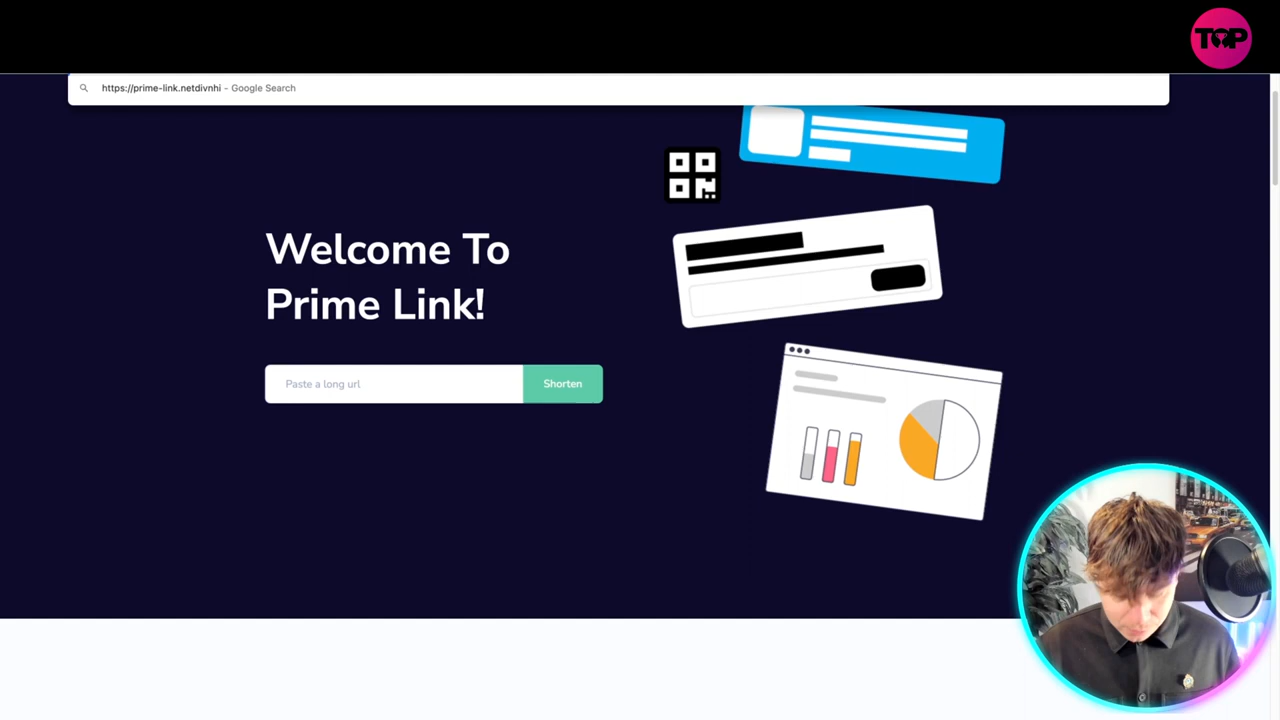 TOP
https://prime-link.netdivnhi - Google Search
Welcome To
Prime Link!
Paste a long url
Shorten